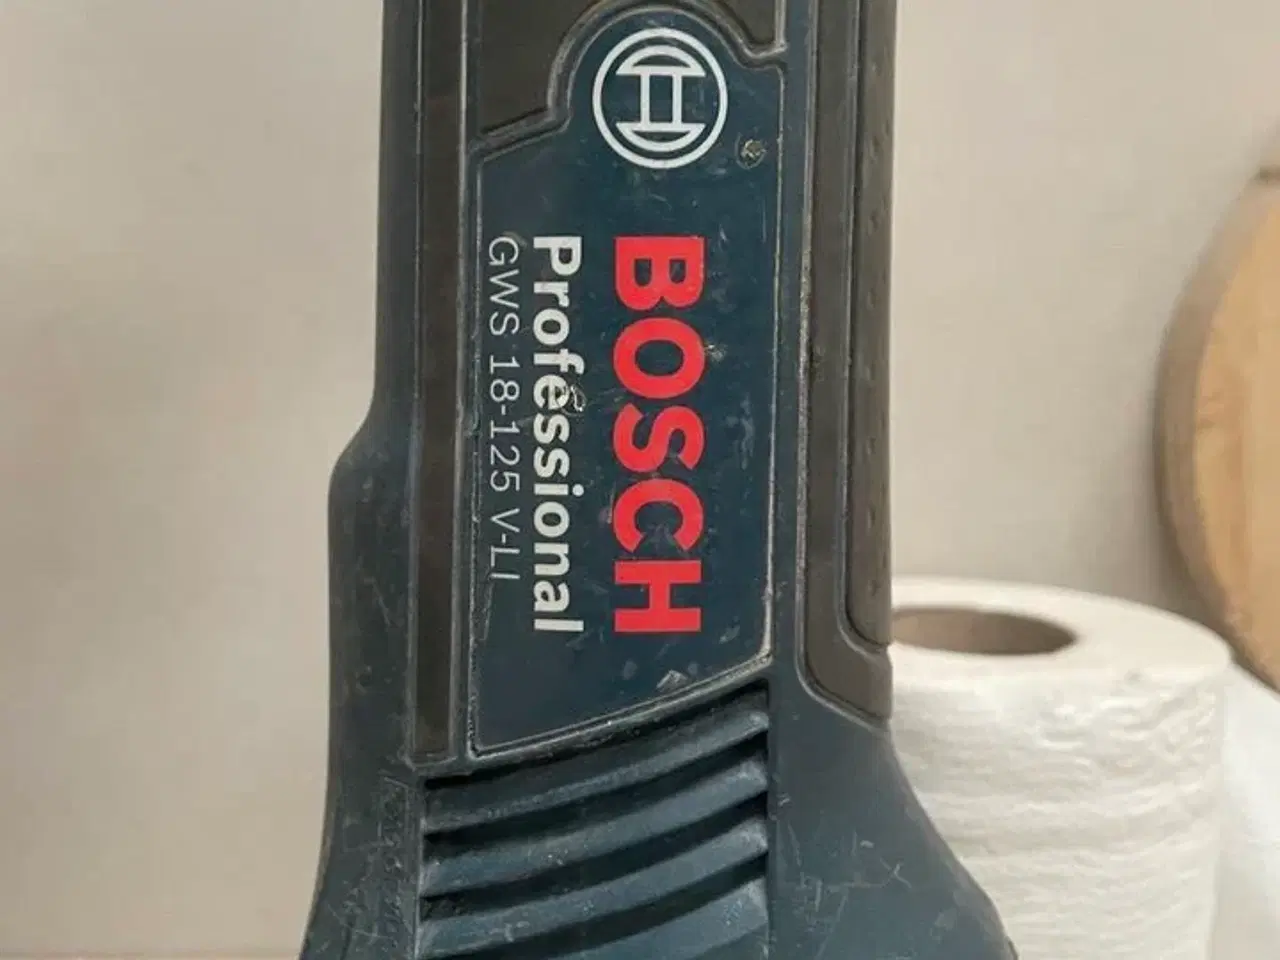 BOSCH
Professional
GWS 18-125 V-LI